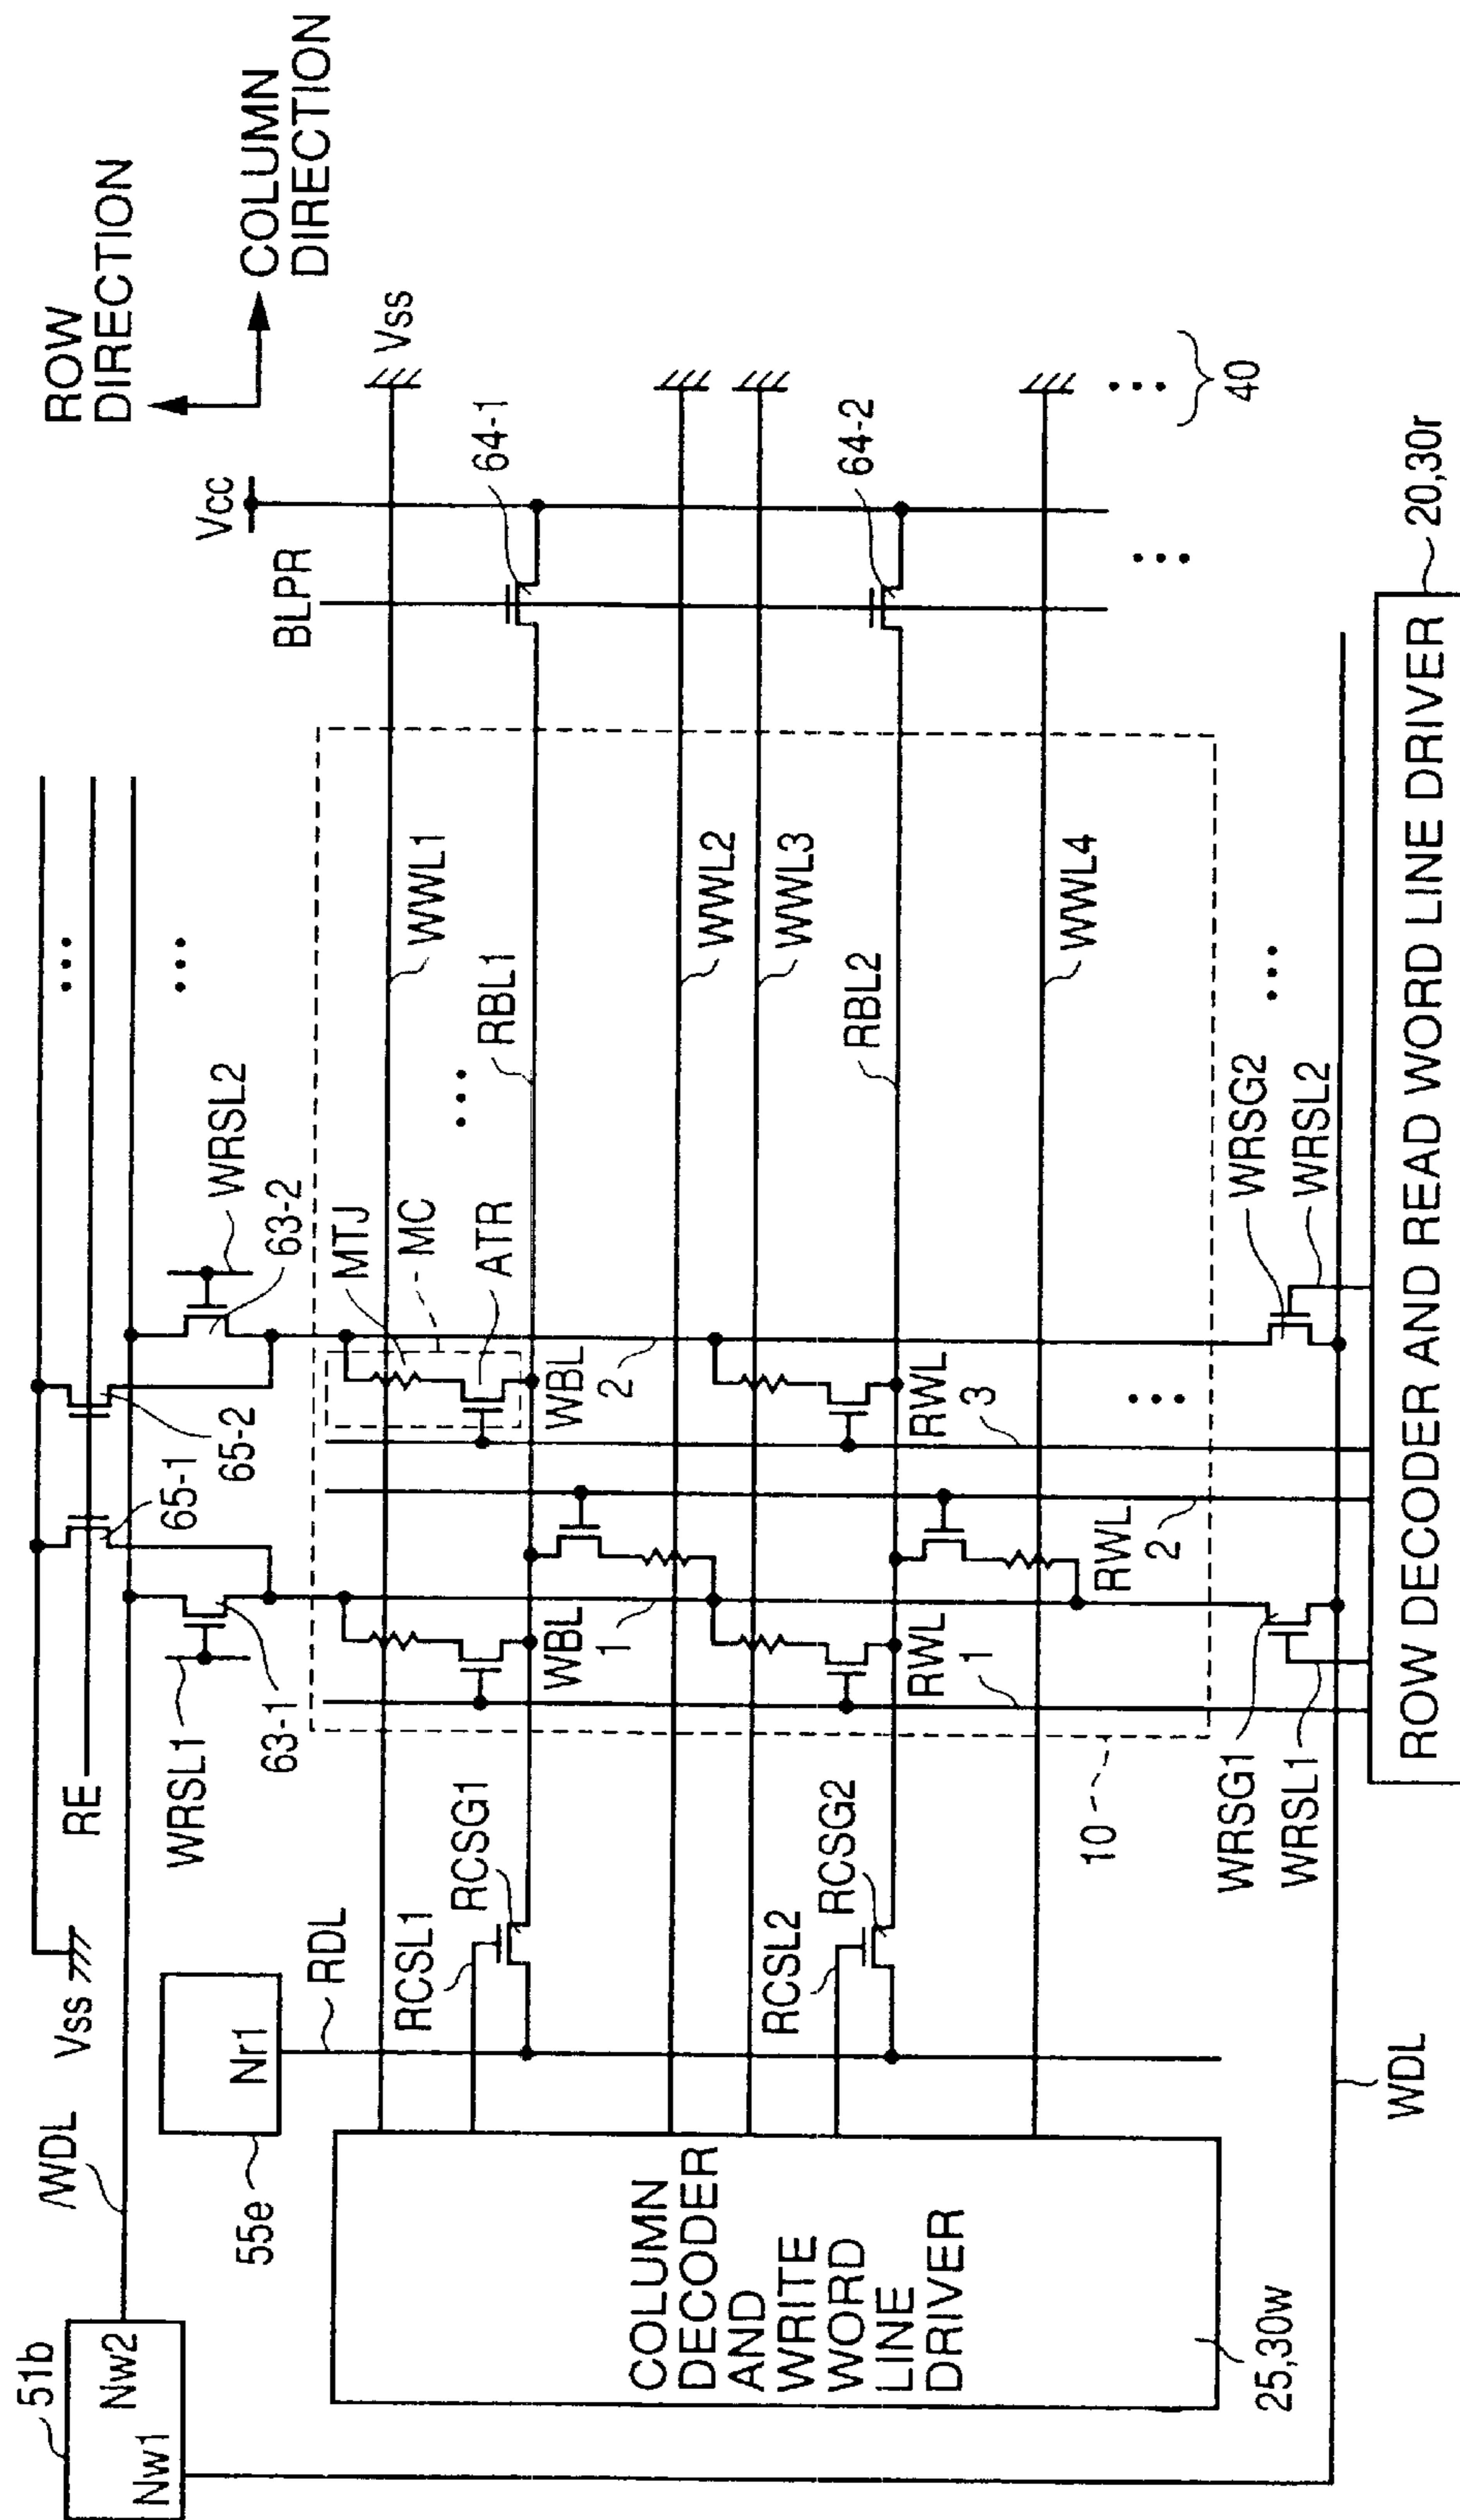 51b
Nw2
Nw1
/WDL
Vss
RE
WRSL1
63-1
65-1
65-2
63-2
WRSL2
ROW
DIRECTION
COLUMN
DIRECTION
55e
Nr1
RDL
RCSL1
RCSG1
WBL
1
MTJ
MC
ATR
WBL
2
RBL1
WWL1
BLPR
Vcc
64-1
Vss
COLUMN
DECODER
AND
WRITE
WORD
LINE
DRIVER
25,30w
WWL2
WWL3
RCSL2
RCSG2
RWL
1
RWL
3
RBL2
64-2
WWL4
RWL
2
10
40
WDL
WRSG1
WRSL1
WRSG2
WRSL2
ROW DECODER AND READ WORD LINE DRIVER
20,30r